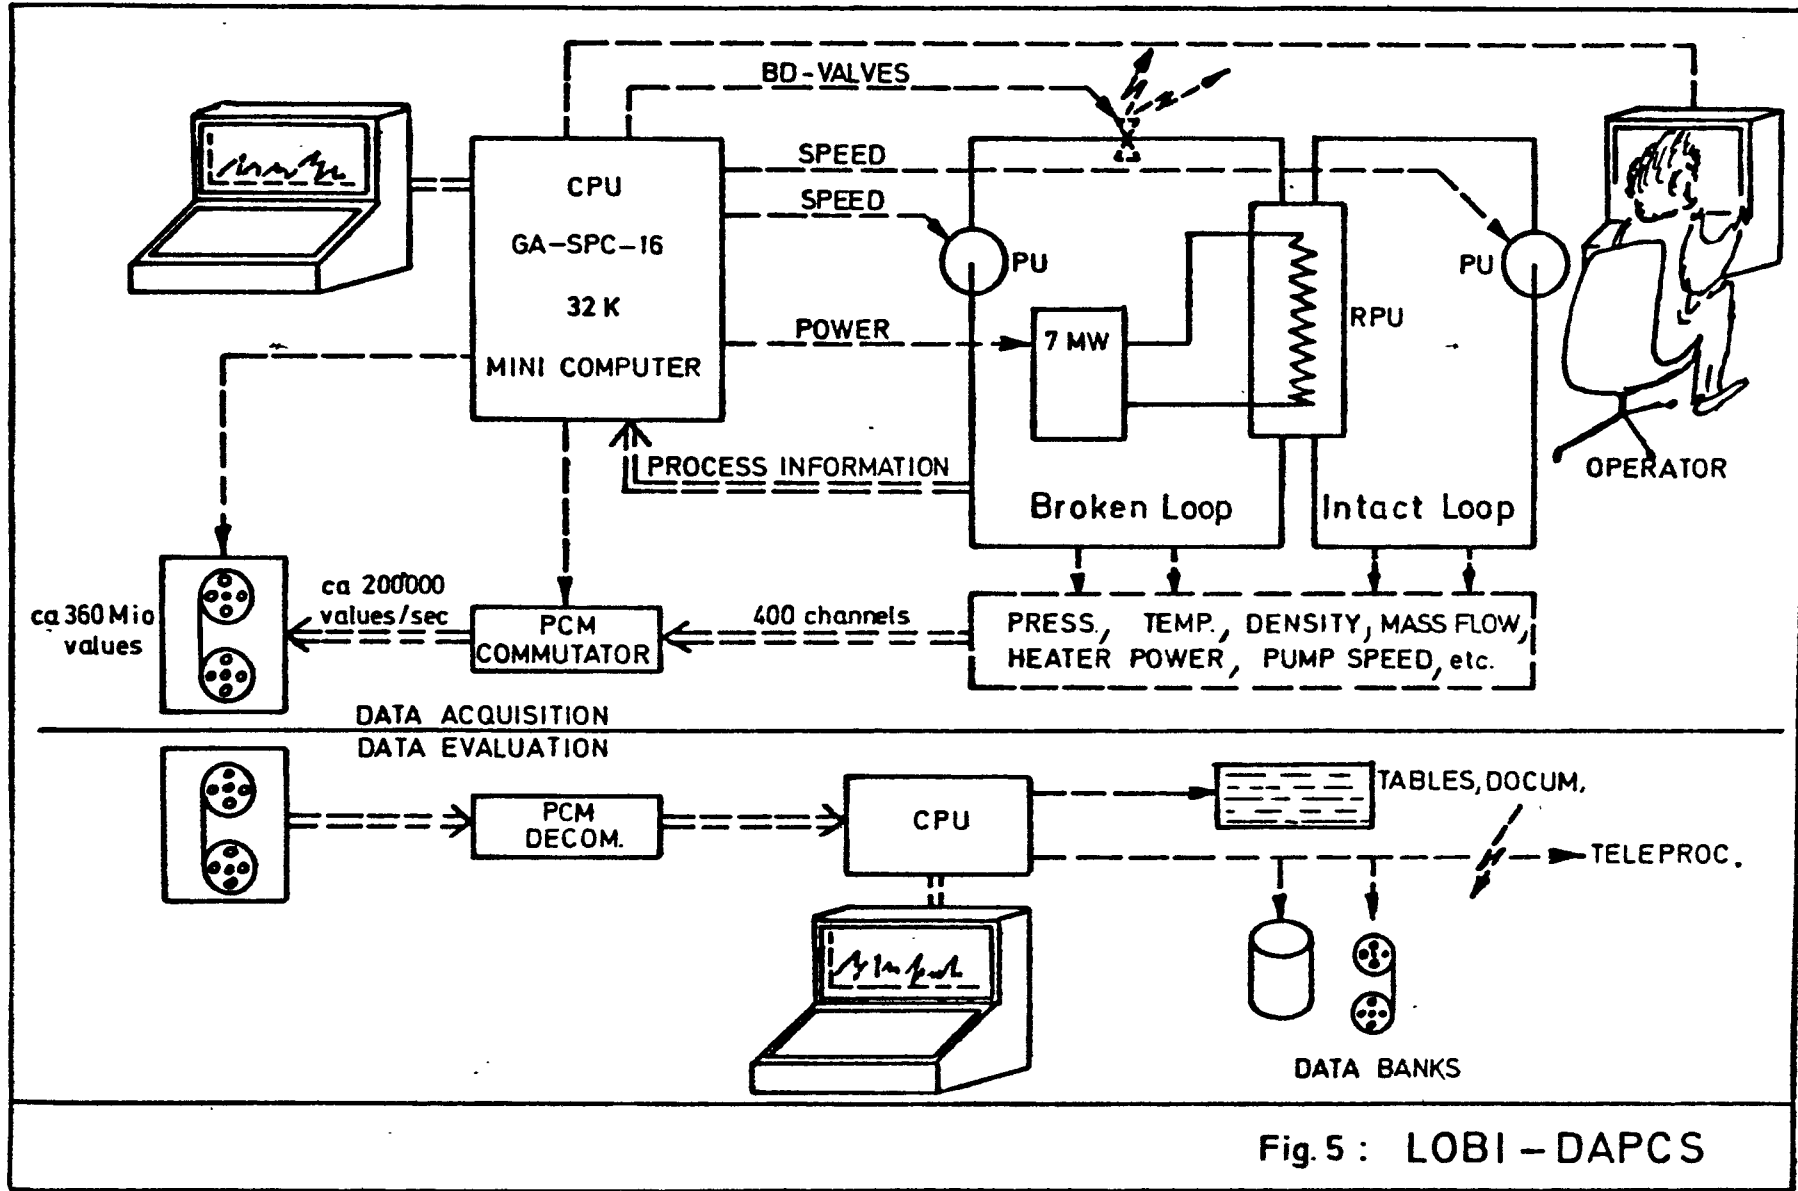 BD-VALVES
SPEED
SPEED
CPU
GA-SPC-16
32 K
MINI COMPUTER
PU
PU
POWER
7 MW
RPU
PROCESS INFORMATION
OPERATOR
Broken Loop
Intact Loop
ca 360 Mio
values
ca 200'000
values/sec
PCM
COMMUTATOR
400 channels
PRESS., TEMP., DENSITY, MASS FLOW,
HEATER POWER, PUMP SPEED, etc.
DATA ACQUISITION
DATA EVALUATION
PCM
DECOM.
CPU
TABLES, DOCUM.
TELEPROC.
DATA BANKS
Fig. 5 : LOBI - DAPCS